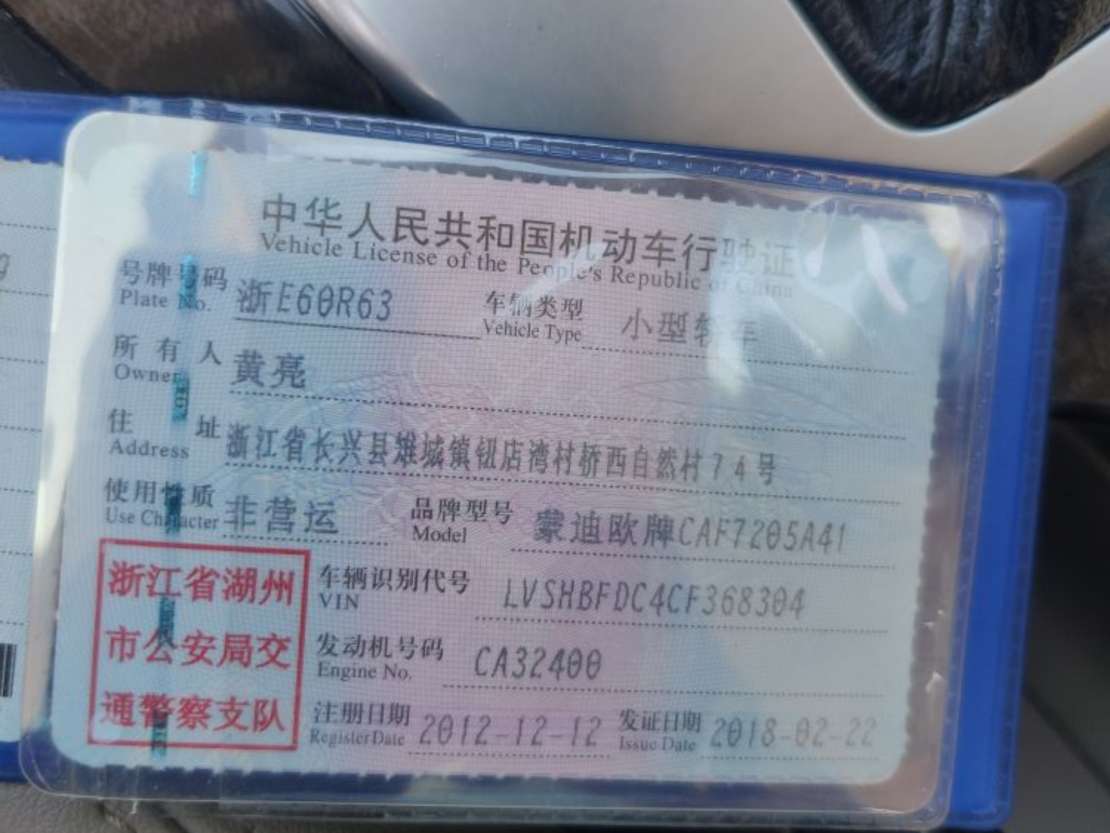 中华人民共和国机动车行驶证
Vehicle License of the People's Republic of China
号牌号码 浙E60R63 车辆类型 小型轿车
Plate No. Vehicle Type
所有人 黄亮
Owner
住址 浙江省长兴县雉城镇钮店湾村桥西自然村74号
Address
使用性质 非营运 品牌型号 蒙迪欧牌CAF7205A41
Use Character Model
浙江省湖州
市公安局交
通警察支队
车辆识别代号 LVSHBFDC4CF368304
VIN
发动机号码 CA32400
Engine No.
注册日期 2012-12-12 发证日期 2018-02-22
Register Date Issue Date